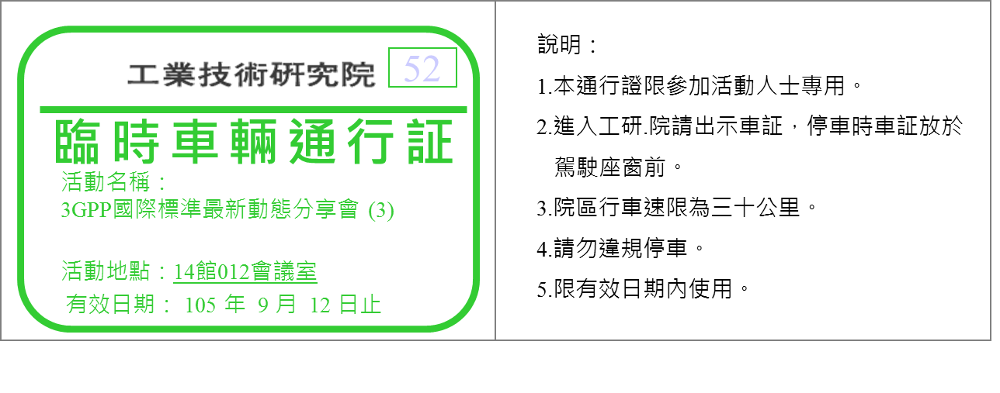 工業技術研究院 52
臨時車輛通行証
活動名稱：
3GPP國際標準最新動態分享會 (3)
活動地點：14館012會議室
有效日期： 105 年 9 月 12 日止
說明：
1.本通行證限參加活動人士專用。
2.進入工研.院請出示車証，停車時車証放於
駕駛座窗前。
3.院區行車速限為三十公里。
4.請勿違規停車。
5.限有效日期內使用。